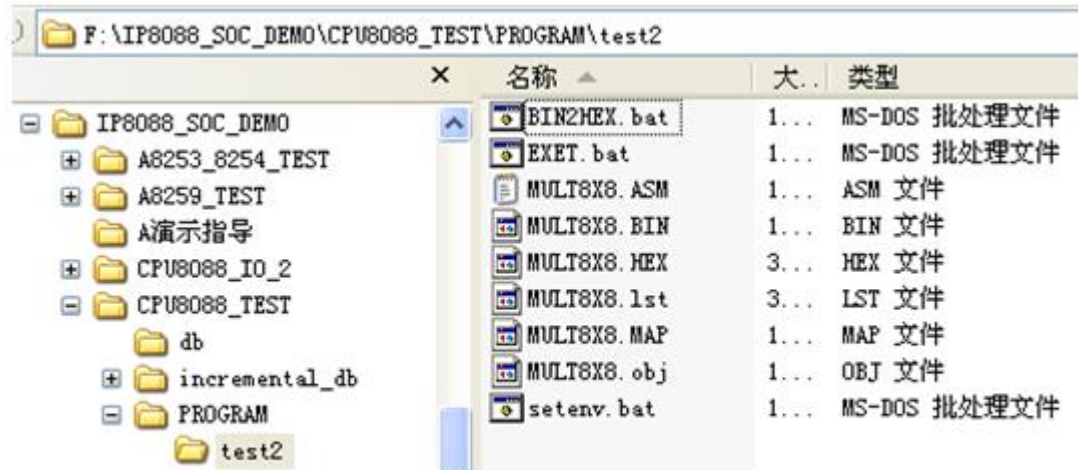 F:\IP8088_SOC_DEMO\CPU8088_TEST\PROGRAM\test2
IP8088_SOC_DEMO
A8253_8254_TEST
A8259_TEST
A演示指导
CPU8088_IO_2
CPU8088_TEST
db
incremental_db
PROGRAM
test2
名称 大.. 类型
BIN2HEX.bat 1... MS-DOS 批处理文件
EXET.bat 1... MS-DOS 批处理文件
MULT8X8.ASM 1... ASM 文件
MULT8X8.BIN 1... BIN 文件
MULT8X8.HEX 3... HEX 文件
MULT8X8.lst 3... LST 文件
MULT8X8.MAP 1... MAP 文件
MULT8X8.obj 1... OBJ 文件
setenv.bat 1... MS-DOS 批处理文件